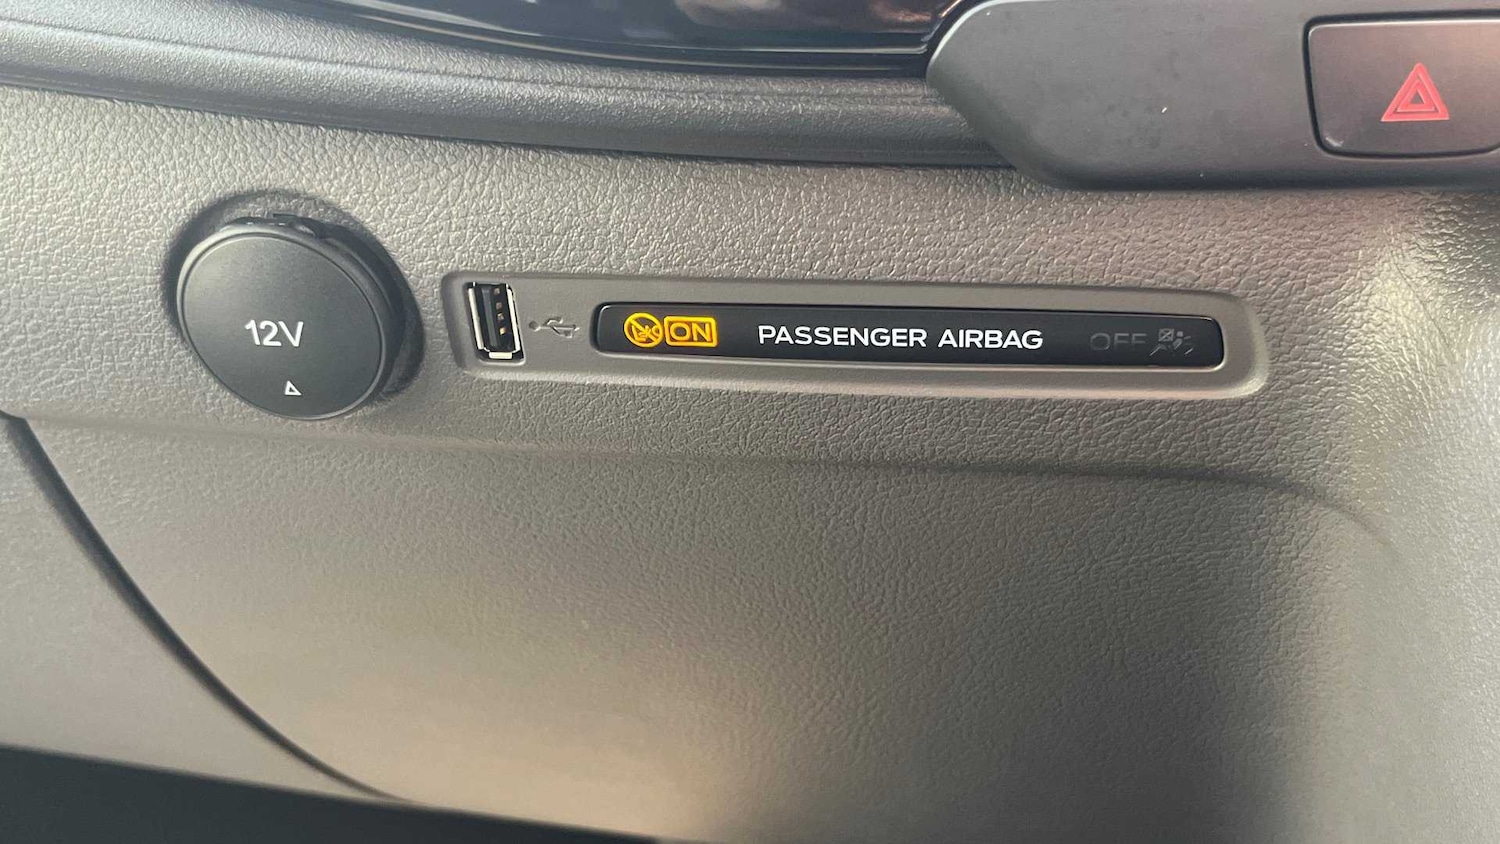 12V
ON PASSENGER AIRBAG OFF